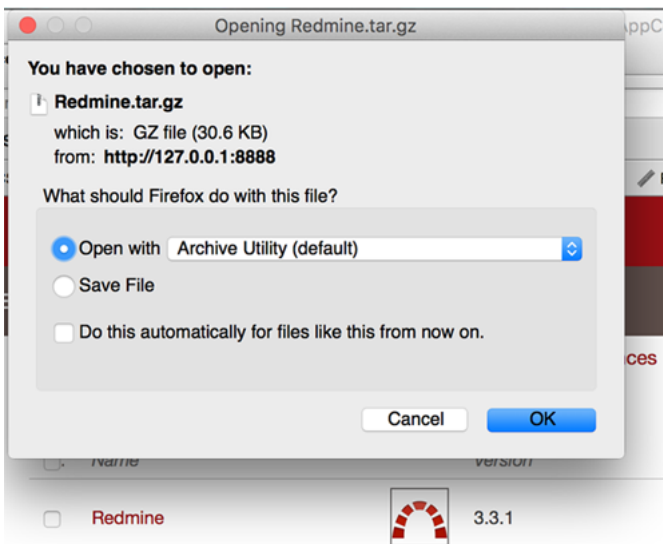 Opening Redmine.tar.gz
You have chosen to open:
Redmine.tar.gz
which is: GZ file (30.6 KB)
from: http://127.0.0.1:8888
What should Firefox do with this file?
Open with Archive Utility (default)
Save File
Do this automatically for files like this from now on.
Cancel OK
Name
Redmine 3.3.1